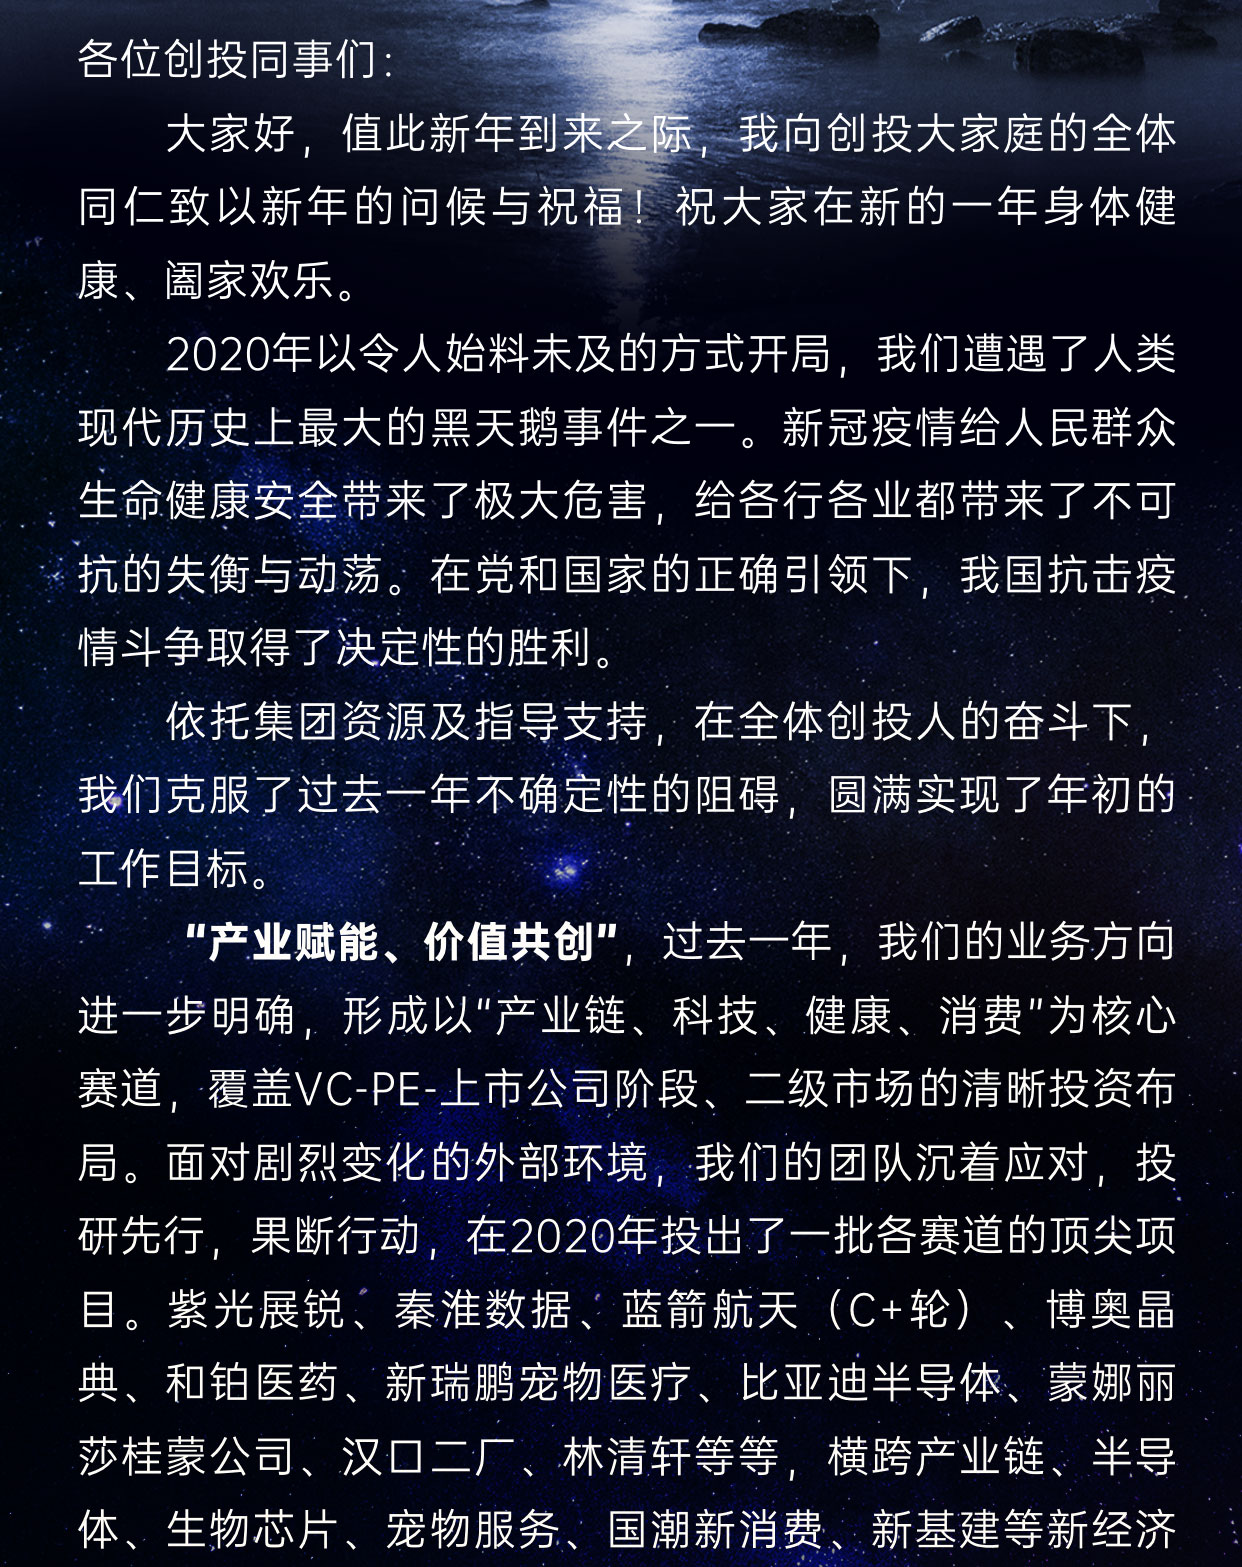 各位创投同事们：
大家好，值此新年到来之际，我向创投大家庭的全体
同仁致以新年的问候与祝福！祝大家在新的一年身体健
康、阖家欢乐。
2020年以令人始料未及的方式开局，我们遭遇了人类
现代历史上最大的黑天鹅事件之一。新冠疫情给人民群众
生命健康安全带来了极大危害，给各行各业都带来了不可
抗的失衡与动荡。在党和国家的正确引领下，我国抗击疫
情斗争取得了决定性的胜利。
依托集团资源及指导支持，在全体创投人的奋斗下，
我们克服了过去一年不确定性的阻碍，圆满实现了年初的
工作目标。
“产业赋能、价值共创”，过去一年，我们的业务方向
进一步明确，形成以“产业链、科技、健康、消费”为核心
赛道，覆盖VC-PE-上市公司阶段、二级市场的清晰投资布
局。面对剧烈变化的外部环境，我们的团队沉着应对，投
研先行，果断行动，在2020年投出了一批各赛道的顶尖项
目。紫光展锐、秦淮数据、蓝箭航天（C+轮）、博奥晶
典、和铂医药、新瑞鹏宠物医疗、比亚迪半导体、蒙娜丽
莎桂蒙公司、汉口二厂、林清轩等等，横跨产业链、半导
体、生物芯片、宠物服务、国潮新消费、新基建等新经济